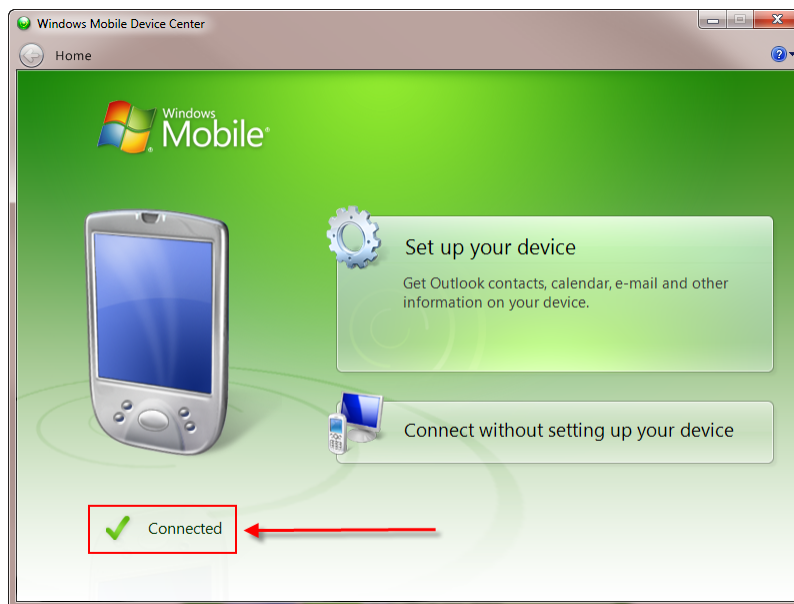 Windows Mobile Device Center
Home
Windows
Mobile®
Set up your device
Get Outlook contacts, calendar, e-mail and other
information on your device.
Connect without setting up your device
Connected